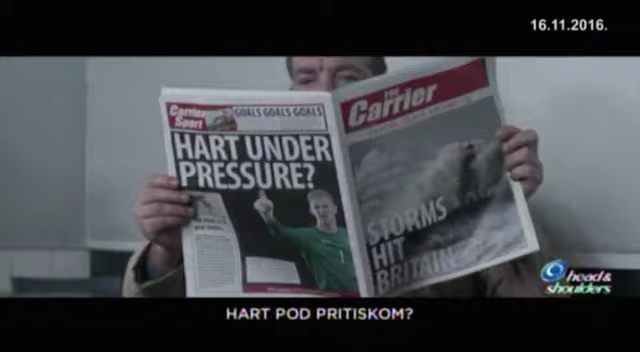 16.11.2016.
Carrier
Sport
GOALS GOALS GOALS
HART UNDER
PRESSURE?
THE
Carrier
STORMS
HIT
BRITAIN
head&
shoulders
HART POD PRITISKOM?